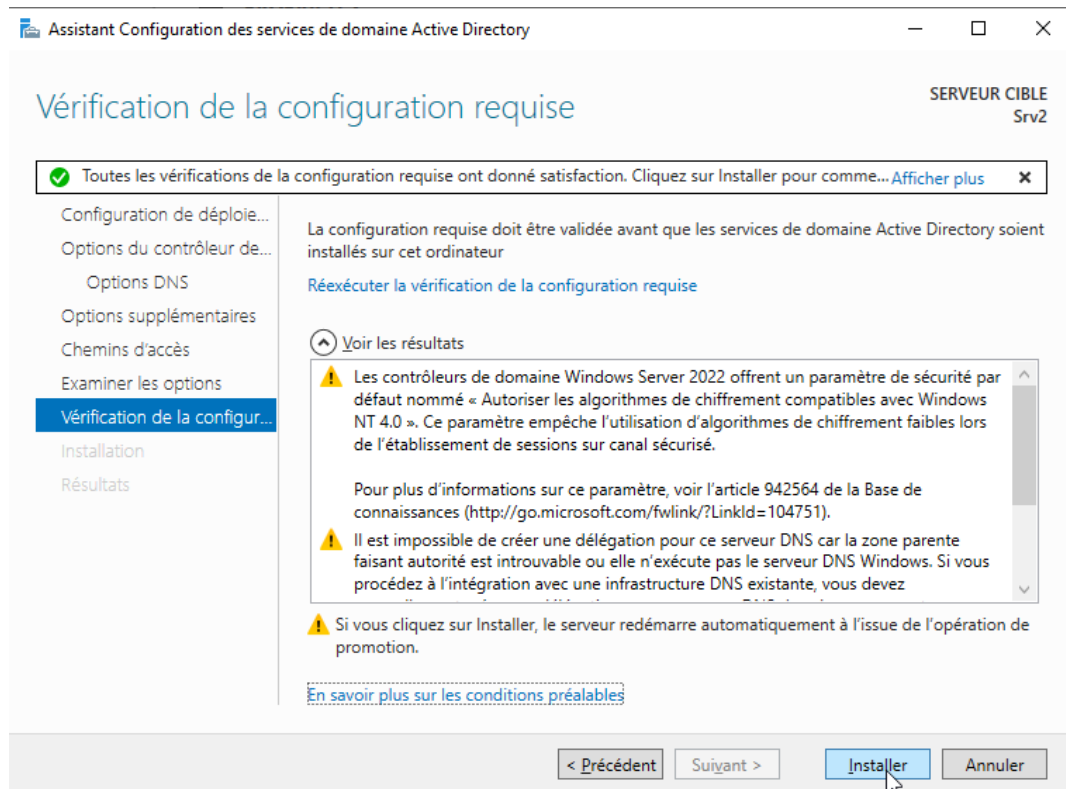 Assistant Configuration des services de domaine Active Directory
Vérification de la configuration requise
SERVEUR CIBLE
Srv2
Toutes les vérifications de la configuration requise ont donné satisfaction. Cliquez sur Installer pour comme... Afficher plus
Configuration de déploie...
Options du contrôleur de...
Options DNS
Options supplémentaires
Chemins d'accès
Examiner les options
Vérification de la configur...
Installation
Résultats
La configuration requise doit être validée avant que les services de domaine Active Directory soient
installés sur cet ordinateur
Réexécuter la vérification de la configuration requise
Voir les résultats
Les contrôleurs de domaine Windows Server 2022 offrent un paramètre de sécurité par
défaut nommé « Autoriser les algorithmes de chiffrement compatibles avec Windows
NT 4.0 ». Ce paramètre empêche l'utilisation d'algorithmes de chiffrement faibles lors
de l'établissement de sessions sur canal sécurisé.
Pour plus d'informations sur ce paramètre, voir l'article 942564 de la Base de
connaissances (http://go.microsoft.com/fwlink/?LinkId=104751).
Il est impossible de créer une délégation pour ce serveur DNS car la zone parente
faisant autorité est introuvable ou elle n'exécute pas le serveur DNS Windows. Si vous
procédez à l'intégration avec une infrastructure DNS existante, vous devez
Si vous cliquez sur Installer, le serveur redémarre automatiquement à l'issue de l'opération de
promotion.
En savoir plus sur les conditions préalables
< Précédent
Suivant >
Installer
Annuler